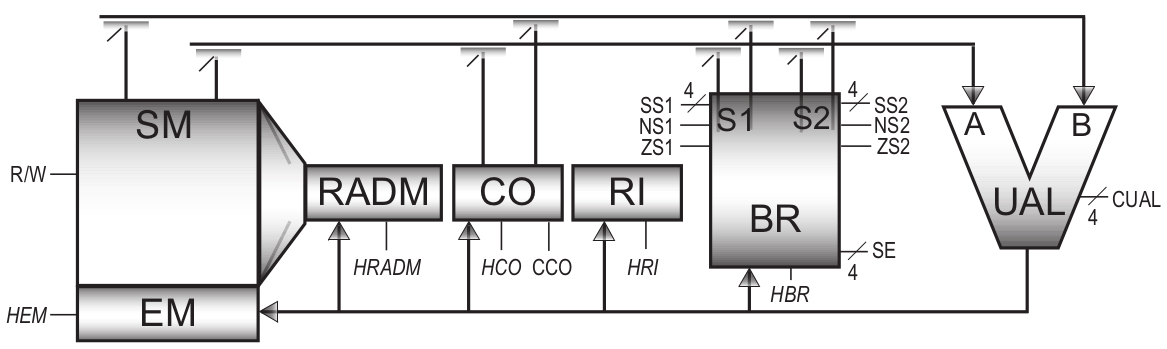 4
4
SM
SS1
S1
S2
SS2
A
B
NS1
NS2
ZS1
ZS2
R/W
RADM
CO
RI
UAL
CUAL
4
BR
SE
4
HRADM
HCO
CCO
HRI
HBR
HEM
EM